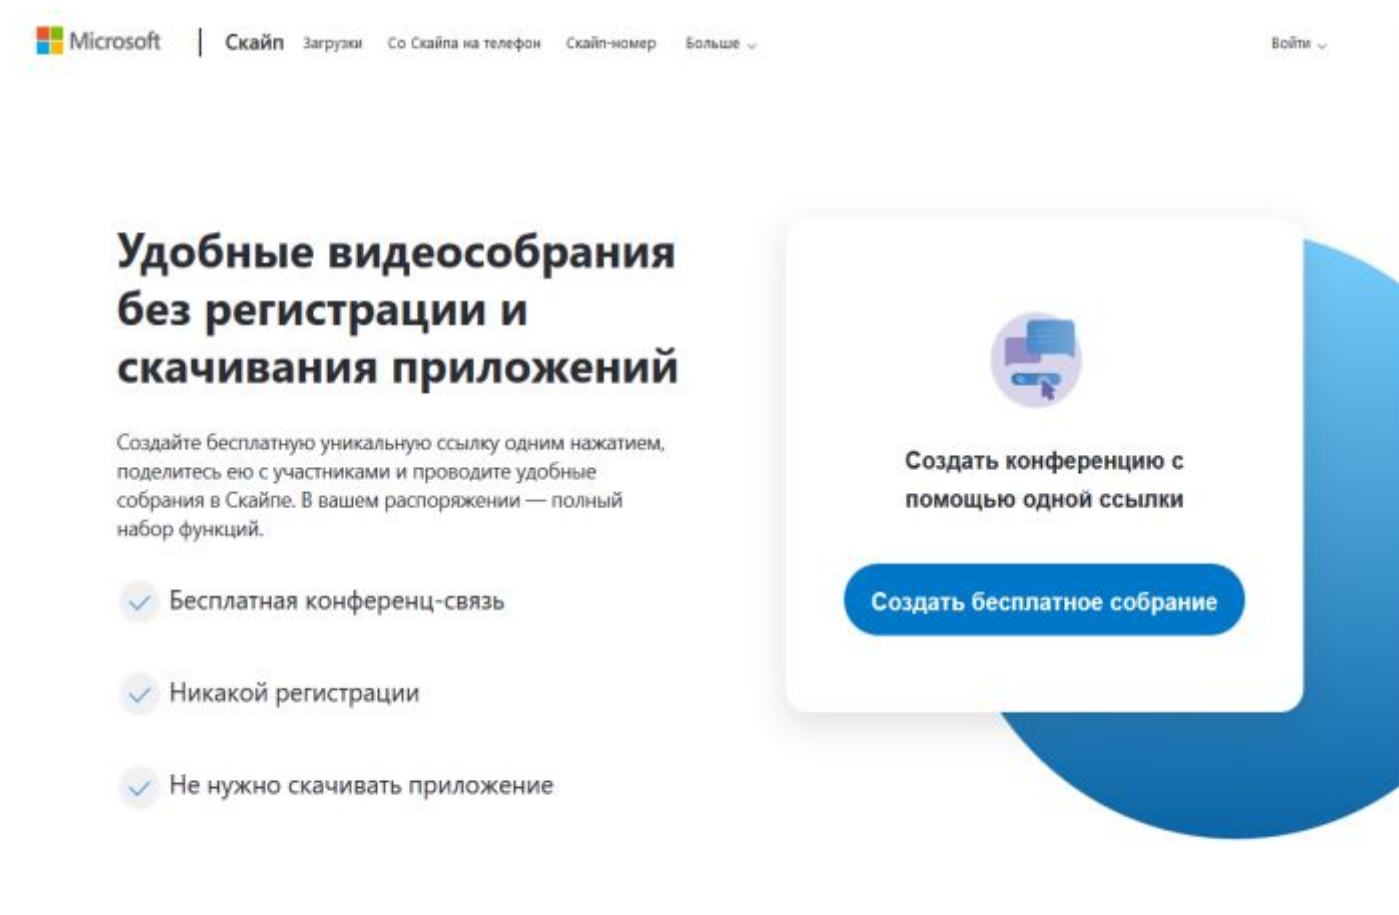 Microsoft | Скайп Загрузки Со Скайпа на телефон Скайп-номер Больше Войти
Удобные видеособрания
без регистрации и
скачивания приложений
Создайте бесплатную уникальную ссылку одним нажатием,
поделитесь ею с участниками и проводите удобные
собрания в Скайпе. В вашем распоряжении — полный
набор функций.
Бесплатная конференц-связь
Никакой регистрации
Не нужно скачивать приложение
Создать конференцию с
помощью одной ссылки
Создать бесплатное собрание